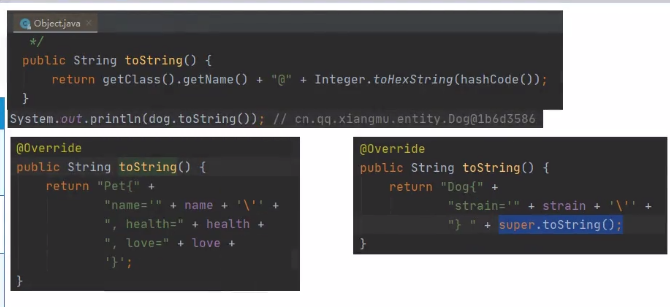 Object.java
*/
public String toString() {
return getClass().getName() + "@" + Integer.toHexString(hashCode());
}
System.out.println(dog.toString()); // cn.qq.xiangmu.entity.Dog@1b6d3586
@Override
public String toString() {
return "Pet{" +
"name='" + name + '\'' +
", health=" + health +
", love=" + love +
'}';
}
@Override
public String toString() {
return "Dog{" +
"strain='" + strain + '\'' +
"} " + super.toString();
}